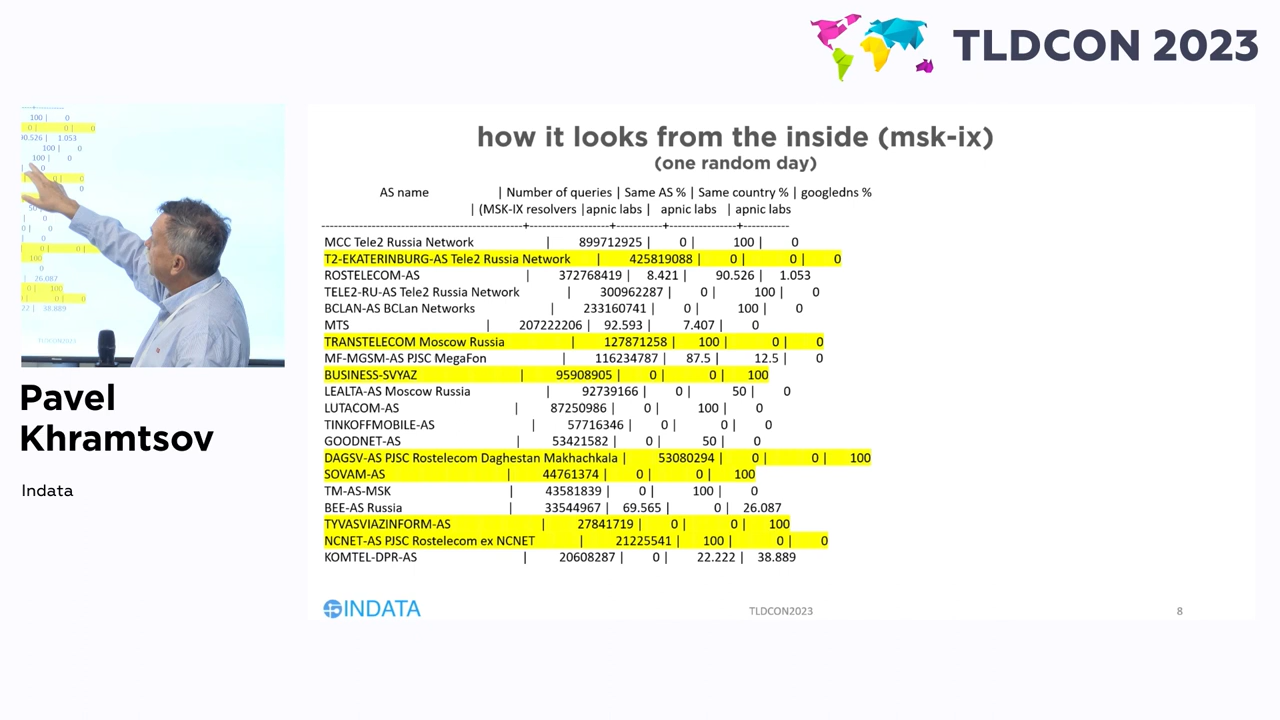 TLDCON 2023
how it looks from the inside (msk-ix)
(one random day)
AS name | Number of queries | Same AS % | Same country % | googledns %
| (MSK-IX resolvers |apnic labs | apnic labs | apnic labs
-------------------------------------------------+---------------------+------------+----------------+-----------
MCC Tele2 Russia Network | 899712925 | 0| 100 | 0
T2-EKATERINBURG-AS Tele2 Russia Network | 425819088 | 0 | 0 | 0
ROSTELECOM-AS | 372768419 | 8.421 | 90.526 | 1.053
TELE2-RU-AS Tele2 Russia Network | 300962287 | 0 | 100 | 0
BCLAN-AS BCLan Networks | 233160741 | 0| 100 | 0
MTS | 207222206 | 92.593 | 7.407 | 0
TRANSTELECOM Moscow Russia | 127871258 | 100 | 0 | 0
MF-MGSM-AS PJSC MegaFon | 116234787 | 87.5 | 12.5 | 0
BUSINESS-SVYAZ | 95908905 | 0 | 0 | 100
LEALTA-AS Moscow Russia | 92739166 | 0 | 50 | 0
LUTACOM-AS | 87250986 | 0 | 100 | 0
TINKOFFMOBILE-AS | 57716346 | 0 | 0 | 0
GOODNET-AS | 53421582 | 0 | 50 | 0
DAGSV-AS PJSC Rostelecom Daghestan Makhachkala | 53080294 | 0 | 0 | 100
SOVAM-AS | 44761374 | 0 | 0 | 100
TM-AS-MSK | 43581839 | 0 | 100 | 0
BEE-AS Russia | 33544967 | 69.565 | 0 | 26.087
TYVASVIAZINFORM-AS | 27841719 | 0 | 0 | 100
NCNET-AS PJSC Rostelecom ex NCNET | 21225541 | 100 | 0 | 0
KOMTEL-DPR-AS | 20608287 | 0 | 22.222 | 38.889
INDATA
TLDCON2023
8
Pavel
Khramtsov
Indata